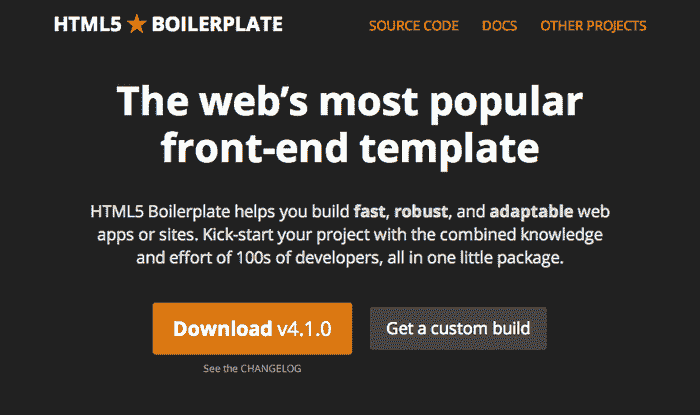 HTML5 ★ BOILERPLATE
SOURCE CODE DOCS OTHER PROJECTS
The web's most popular
front-end template
HTML5 Boilerplate helps you build fast, robust, and adaptable web
apps or sites. Kick-start your project with the combined knowledge
and effort of 100s of developers, all in one little package.
Download v4.1.0
Get a custom build
See the CHANGELOG